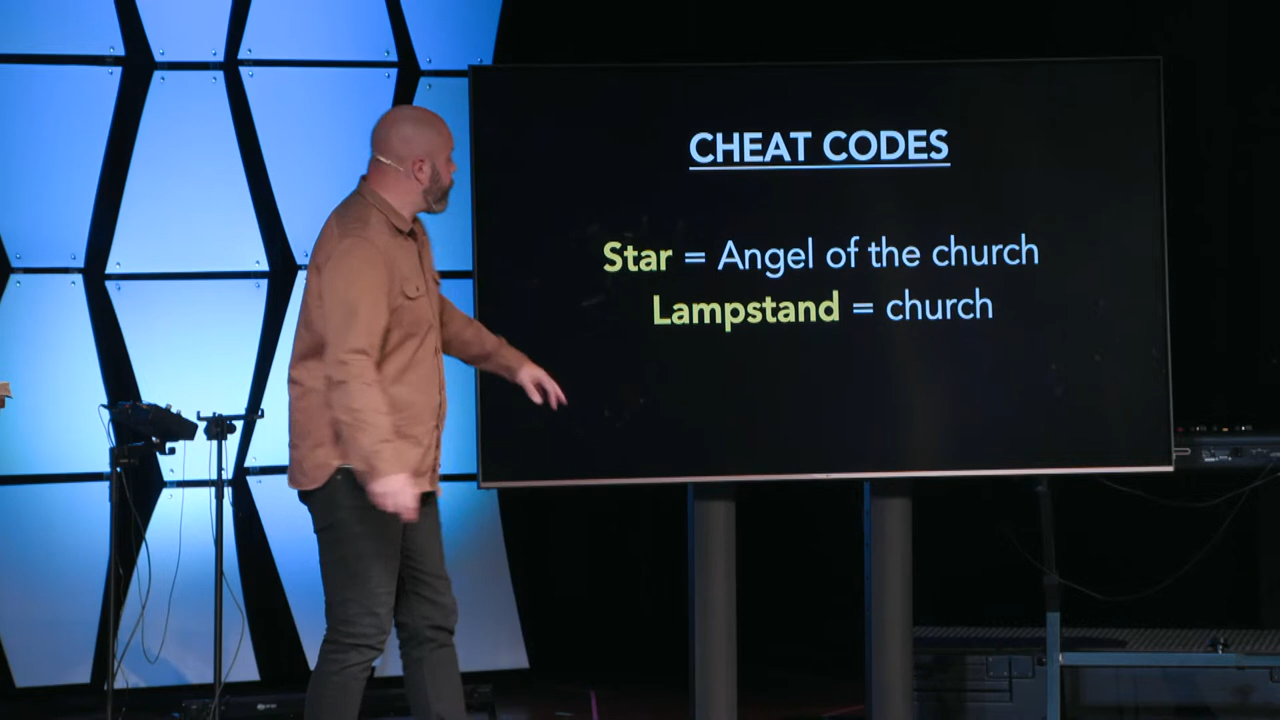 CHEAT CODES
Star = Angel of the church
Lampstand = church